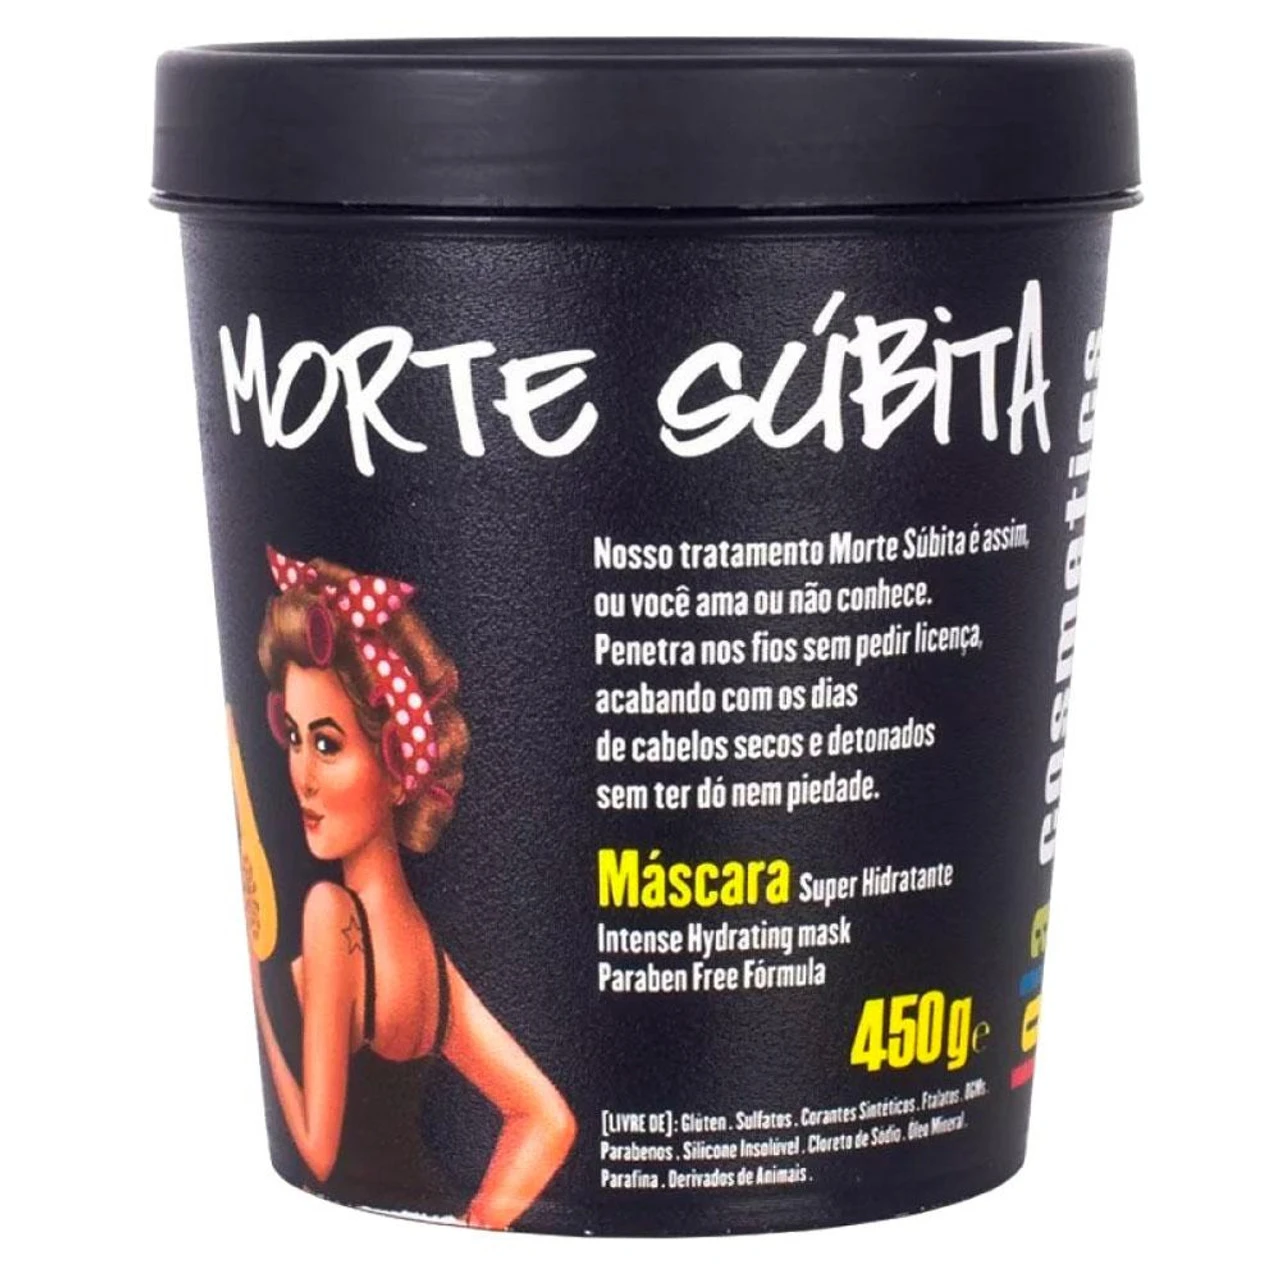 MORTE SÚBITA
Nosso tratamento Morte Súbita é assim,
ou você ama ou não conhece.
Penetra nos fios sem pedir licença,
acabando com os dias
de cabelos secos e detonados
sem ter dó nem piedade.
Máscara Super Hidratante
Intense Hydrating mask
Paraben Free Fórmula
450g e
[LIVRE DE]: Glúten . Sulfatos . Corantes Sintéticos . Ftalatos . OGMs .
Parabenos . Silicone Insolúvel . Cloreto de Sódio . Óleo Mineral .
Parafina . Derivados de Animais .
lola cosmetics